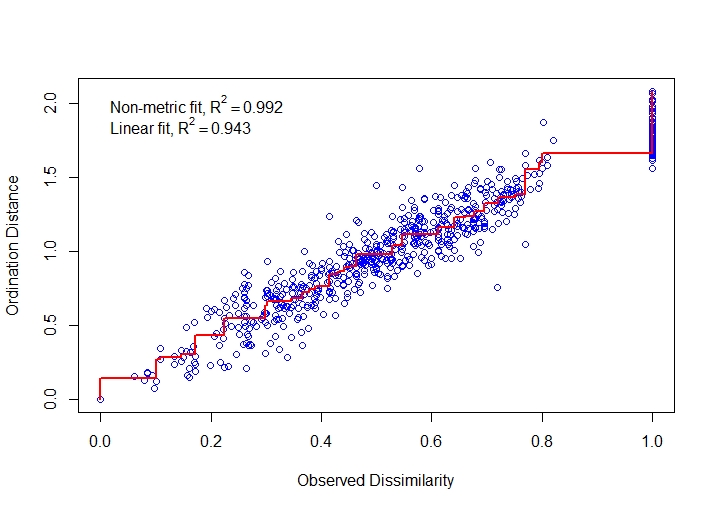 Non-metric fit, R² = 0.992
Linear fit, R² = 0.943
Ordination Distance
2.0
1.5
1.0
0.5
0.0
0.0 0.2 0.4 0.6 0.8 1.0
Observed Dissimilarity